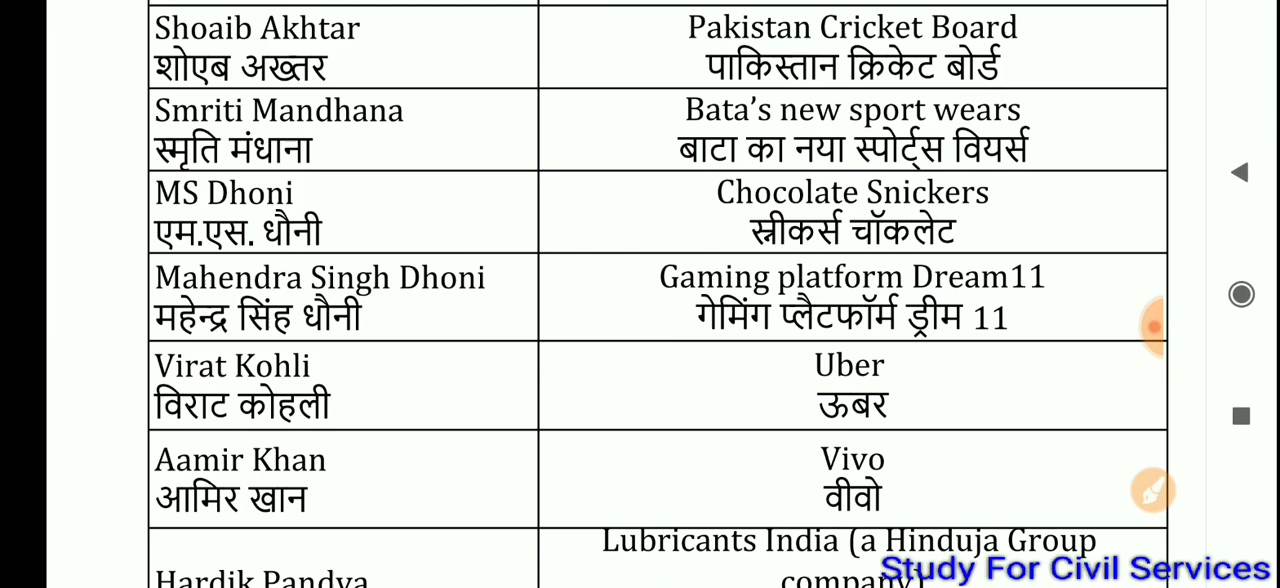 Shoaib Akhtar
शोएब अख्तर
Pakistan Cricket Board
पाकिस्तान क्रिकेट बोर्ड
Smriti Mandhana
स्मृति मंधाना
Bata’s new sport wears
बाटा का नया स्पोर्ट्स वियर्स
MS Dhoni
एम.एस. धौनी
Chocolate Snickers
स्नीकर्स चॉकलेट
Mahendra Singh Dhoni
महेन्द्र सिंह धौनी
Gaming platform Dream11
गेमिंग प्लैटफॉर्म ड्रीम 11
Virat Kohli
विराट कोहली
Uber
ऊबर
Aamir Khan
आमिर खान
Vivo
वीवो
Hardik Pandya
Lubricants India (a Hinduja Group
company)
Study For Civil Services